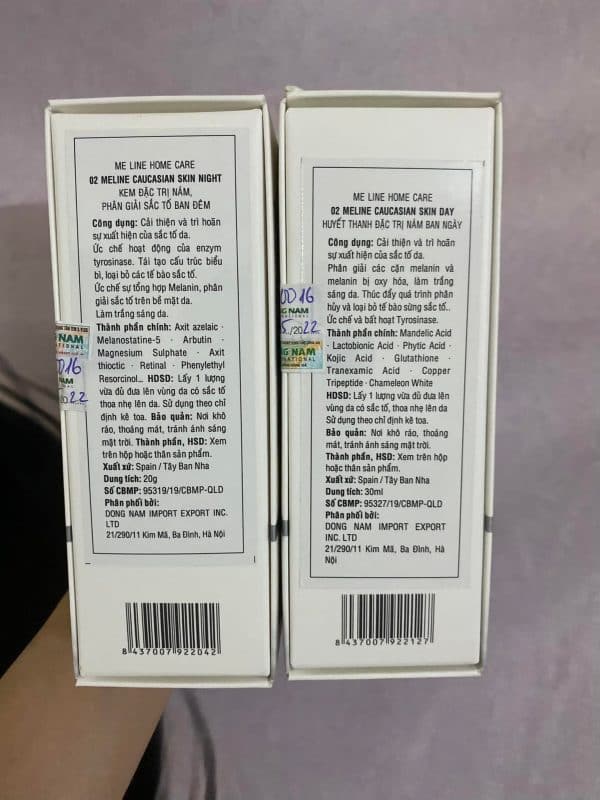 ME LINE HOME CARE
02 MELINE CAUCASIAN SKIN NIGHT
KEM ĐẶC TRỊ NÁM,
PHÂN GIẢI SẮC TỐ BAN ĐÊM
Công dụng: Cải thiện và trì hoãn
sự xuất hiện của sắc tố da.
Ức chế hoạt động của enzym
tyrosinase. Tái tạo cấu trúc biểu
bì, loại bỏ các tế bào sắc tố.
Ức chế sự tổng hợp Melanin, phân
giải sắc tố trên bề mặt da.
Làm trắng sáng da.
Thành phần chính: Axit azelaic ·
Melanostatine-5 · Arbutin ·
Magnesium Sulphate · Axit
thioctic · Retinal · Phenylethyl
Resorcinol.. HDSD: Lấy 1 lượng
vừa đủ đưa lên vùng da có sắc tố
thoa nhẹ lên da. Sử dụng theo chỉ
định kê toa. Bảo quản: Nơi khô
ráo, thoáng mát, tránh ánh sáng
mặt trời. Thành phần, HSD: Xem
trên hộp hoặc thân sản phẩm.
Xuất xứ: Spain / Tây Ban Nha
Dung tích: 20g
Số CBMP: 95319/19/CBMP-QLD
Phân phối bởi:
DONG NAM IMPORT EXPORT INC.
LTD
21/290/11 Kim Mã, Ba Đình, Hà
Nội
8 437007 922042
NAM
016
NAM
22
ME LINE HOME CARE
02 MELINE CAUCASIAN SKIN DAY
HUYẾT THANH ĐẶC TRỊ NÁM BAN NGÀY
Công dụng: Cải thiện và trì hoãn
sự xuất hiện của sắc tố da.
Phân giải các cặn melanin và
melanin bị oxy hóa, làm trắng
sáng da. Thúc đẩy quá trình phân
hủy và loại bỏ tế bào sừng sắc tố..
Ức chế và bất hoạt Tyrosinase.
Thành phần chính: Mandelic Acid
· Lactobionic Acid · Phytic Acid ·
Kojic Acid · Glutathione ·
Tranexamic Acid · Copper
Tripeptide · Chameleon White
HDSD: Lấy 1 lượng vừa đủ đưa lên
vùng da có sắc tố, thoa nhẹ lên da
Sử dụng theo chỉ định kê toa.
Bảo quản: Nơi khô ráo, thoáng
mát, tránh ánh sáng mặt trời.
Thành phần, HSD: Xem trên hộp
hoặc thân sản phẩm.
Xuất xứ: Spain / Tây Ban Nha
Dung tích: 30ml
Số CBMP: 95327/19/CBMP-QLD
Phân phối bởi:
DONG NAM IMPORT EXPORT
INC. LTD
21/290/11 Kim Mã, Ba Đình, Hà
Nội
8 437007 922127
0016
/2022
NG NAM